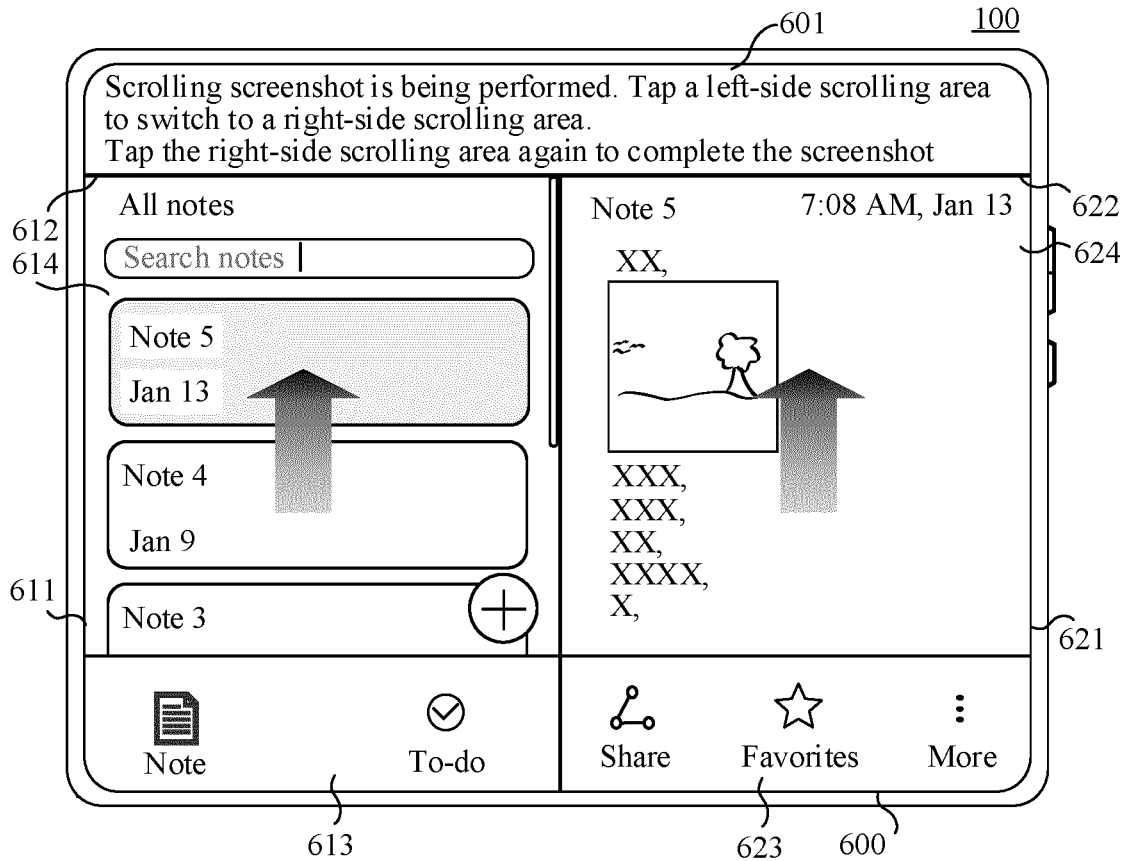 100
601
Scrolling screenshot is being performed. Tap a left-side scrolling area
to switch to a right-side scrolling area.
Tap the right-side scrolling area again to complete the screenshot
612
614
All notes
Search notes
Note 5
Jan 13
Note 4
Jan 9
Note 3
611
Note
To-do
613
Note 5
7:08 AM, Jan 13
622
624
XX,
XXX,
XXX,
XX,
XXXX,
X,
621
Share
Favorites
More
623
600